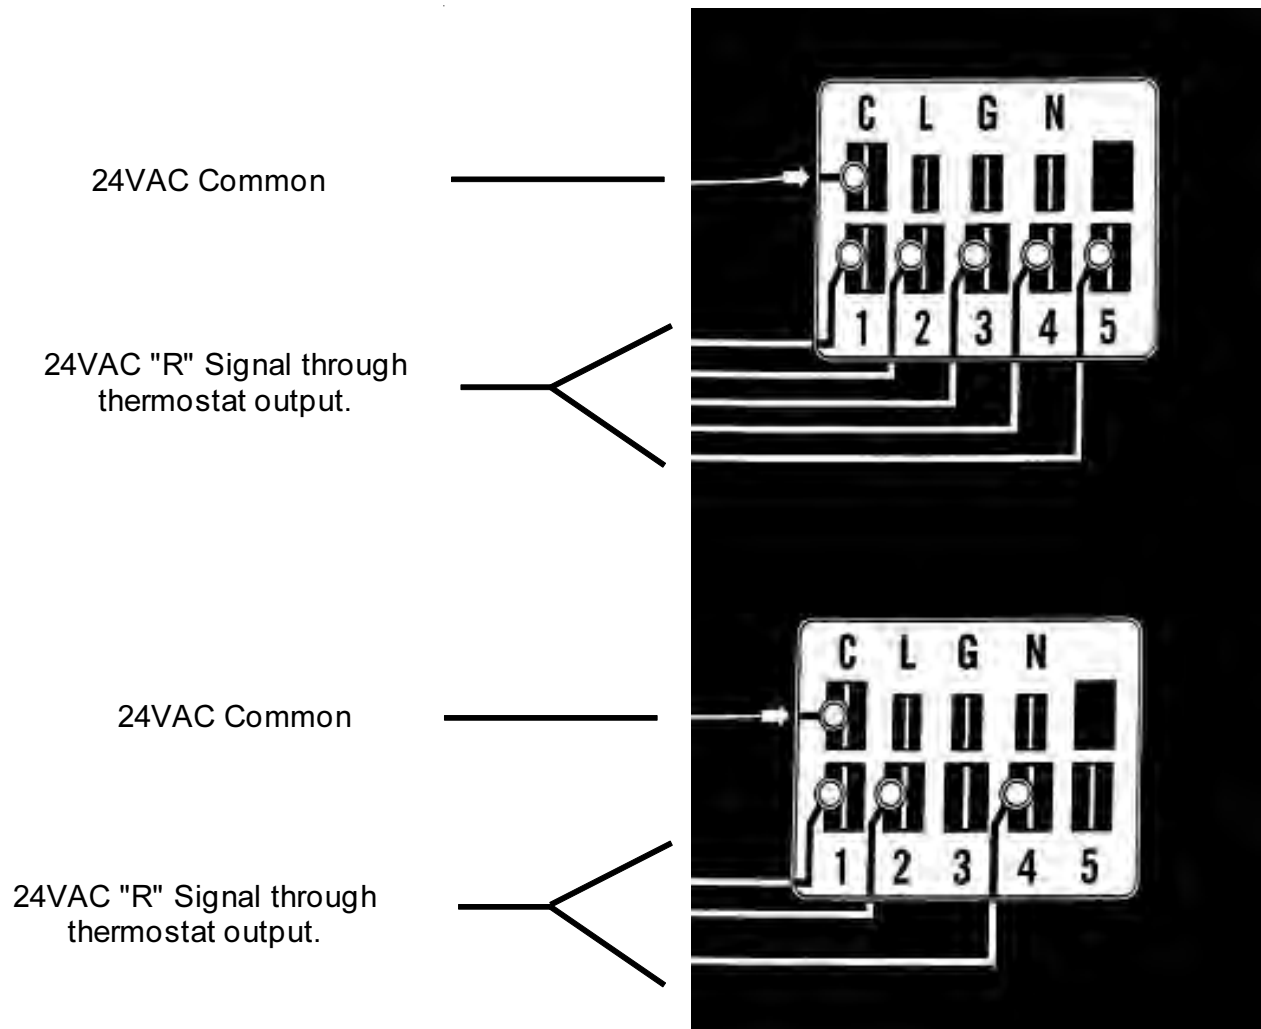 C L G N
24VAC Common
1 2 3 4 5
24VAC "R" Signal through
thermostat output.
C L G N
24VAC Common
1 2 3 4 5
24VAC "R" Signal through
thermostat output.